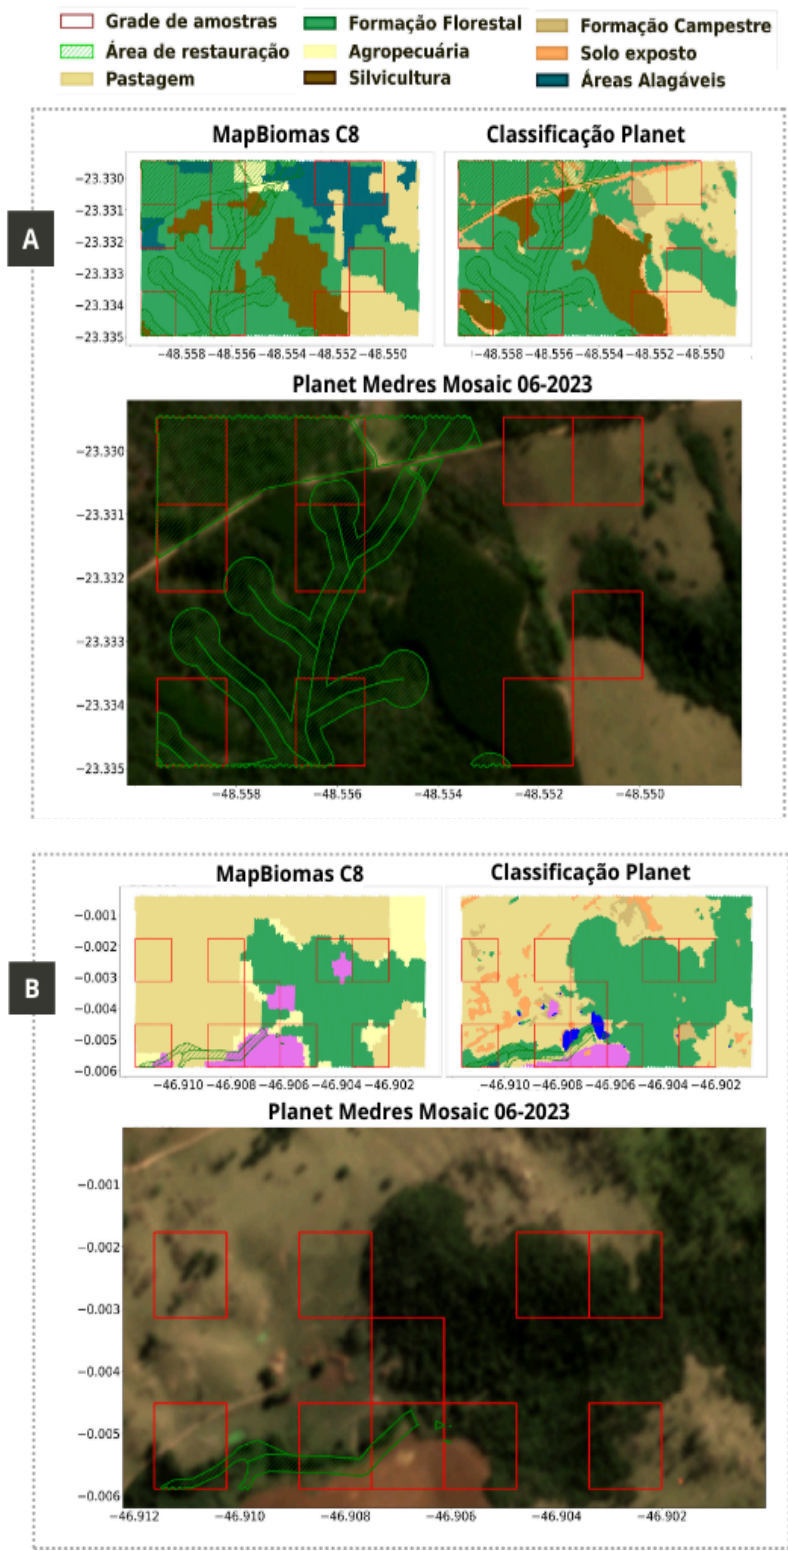 Grade de amostras
Formação Florestal
Formação Campestre
Área de restauração
Agropecuária
Solo exposto
Pastagem
Silvicultura
Áreas Alagáveis
MapBiomas C8
Classificação Planet
A
−23.330
−23.331
−23.332
−23.333
−23.334
−23.335
−48.558 −48.556 −48.554 −48.552 −48.550
−48.558 −48.556 −48.554 −48.552 −48.550
Planet Medres Mosaic 06-2023
−23.330
−23.331
−23.332
−23.333
−23.334
−23.335
−48.558 −48.556 −48.554 −48.552 −48.550
MapBiomas C8
Classificação Planet
B
−0.001
−0.002
−0.003
−0.004
−0.005
−0.006
−46.910 −46.908 −46.906 −46.904 −46.902
−46.910 −46.908 −46.906 −46.904 −46.902
Planet Medres Mosaic 06-2023
−0.001
−0.002
−0.003
−0.004
−0.005
−0.006
−46.912 −46.910 −46.908 −46.906 −46.904 −46.902